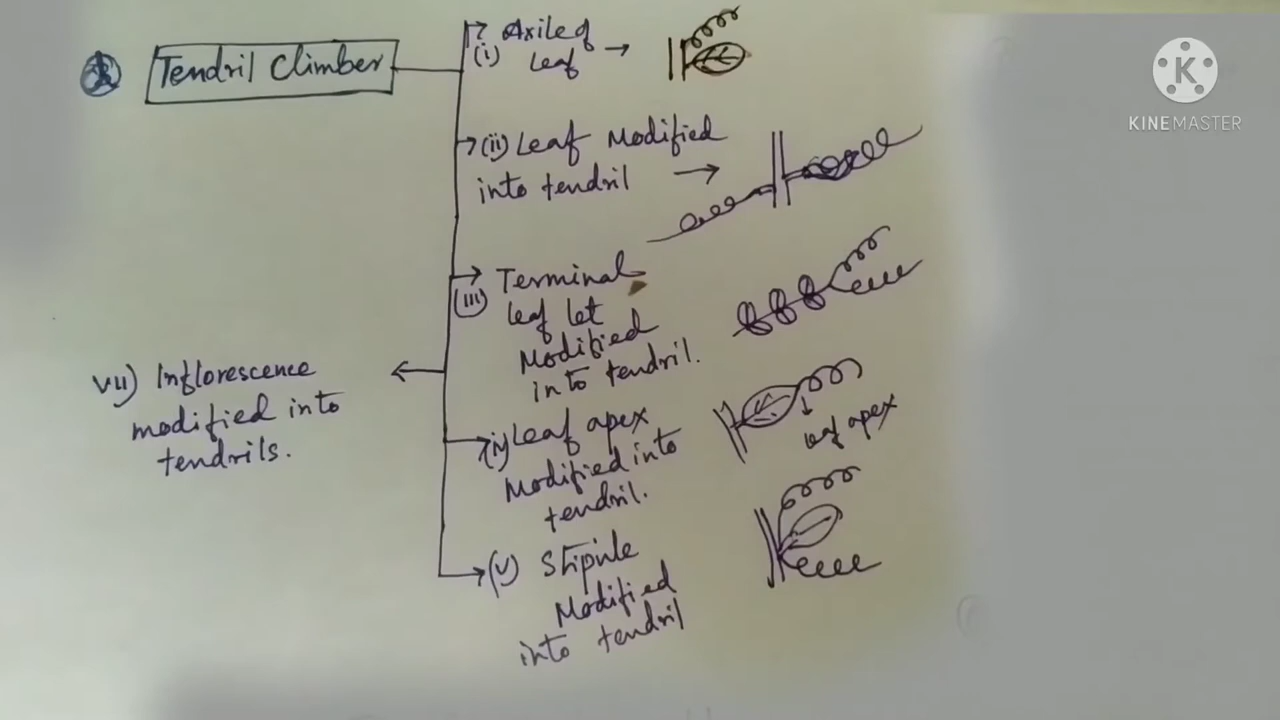 Tendril Climber
(i) Axile of
leaf →
(ii) Leaf Modified
into tendril →
(iii) Terminal
leaf let
Modified
into tendril.
(iv) Leaf apex
Modified into
tendril.
leaf apex
(v) Stipule
Modified
into tendril
vii) Inflorescence
modified into
tendrils.
K
KINEMASTER